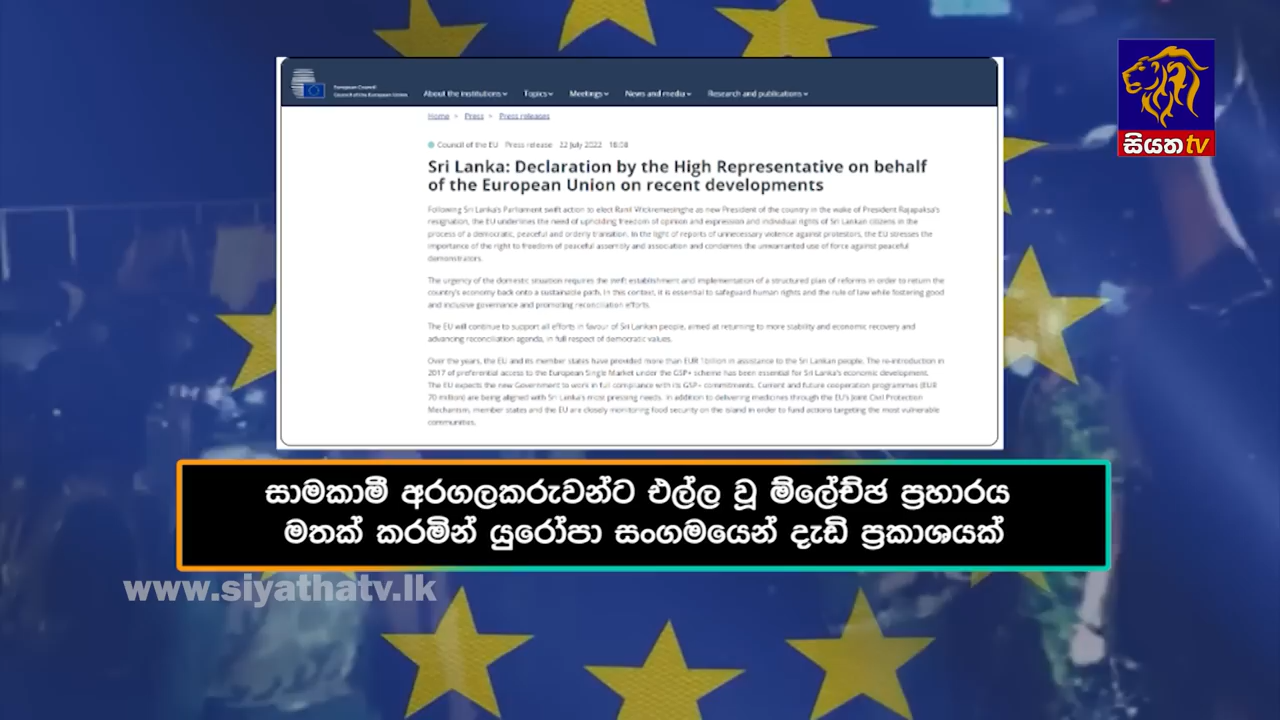 සියත tv
European Council
Council of the European Union
About the institutions
Topics
Meetings
News and media
Research and publications
Home > Press > Press releases
Council of the EU Press release 22 July 2022 18:08
Sri Lanka: Declaration by the High Representative on behalf
of the European Union on recent developments
Following Sri Lanka's Parliament swift action to elect Ranil Wickremesinghe as new President of the country in the wake of President Rajapaksa's
resignation, the EU underlines the need of upholding freedom of opinion and expression and individual rights of Sri Lankan citizens in the
process of a democratic, peaceful and orderly transition. In the light of reports of unnecessary violence against protestors, the EU stresses the
importance of the right to freedom of peaceful assembly and association and condemns the unwarranted use of force against peaceful
demonstrators.
The urgency of the domestic situation requires the swift establishment and implementation of a structured plan of reforms in order to return the
country's economy back onto a sustainable path. In this context, it is essential to safeguard human rights and the rule of law while fostering good
and inclusive governance and promoting reconciliation efforts.
The EU will continue to support all efforts in favour of Sri Lankan people, aimed at returning to more stability and economic recovery and
advancing reconciliation agenda, in full respect of democratic values.
Over the years, the EU and its member states have provided more than EUR 1billion in assistance to the Sri Lankan people. The re-introduction in
2017 of preferential access to the European Single Market under the GSP+ scheme has been essential for Sri Lanka's economic development.
The EU expects the new Government to work in full compliance with its GSP+ commitments. Current and future cooperation programmes (EUR
70 million) are being aligned with Sri Lanka's most pressing needs. In addition to delivering medicines through the EU's Joint Civil Protection
Mechanism, member states and the EU are closely monitoring food security on the island in order to fund actions targeting the most vulnerable
communities.
සාමකාමී අරගලකරුවන්ට එල්ල වූ ම්ලේච්ඡ ප්‍රහාරය
මතක් කරමින් යුරෝපා සංගමයෙන් දැඩි ප්‍රකාශයක්
www.siyathatv.lk